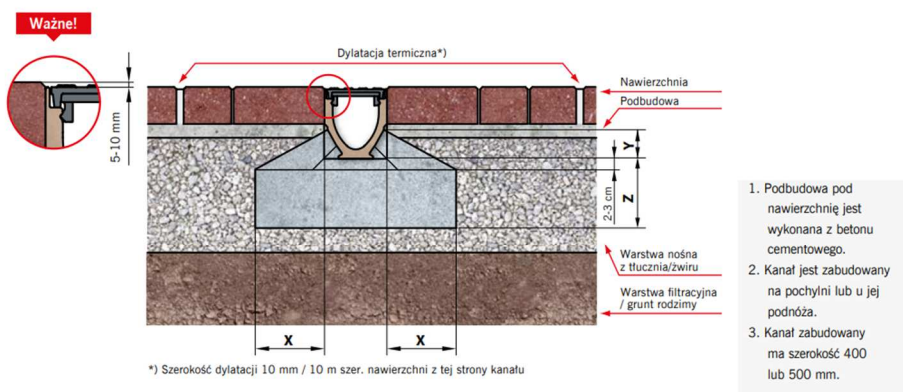 Ważne!
Dylatacja termiczna*)
Nawierzchnia
Podbudowa
5-10 mm
Y
2-3 cm
Z
Warstwa nośna
z tłucznia/żwiru
Warstwa filtracyjna
/ grunt rodzimy
X
X
*) Szerokość dylatacji 10 mm / 10 m szer. nawierzchni z tej strony kanału
1. Podbudowa pod
nawierzchnię jest
wykonana z betonu
cementowego.
2. Kanał jest zabudowany
na pochylni lub u jej
podnóża.
3. Kanał zabudowany
ma szerokość 400
lub 500 mm.